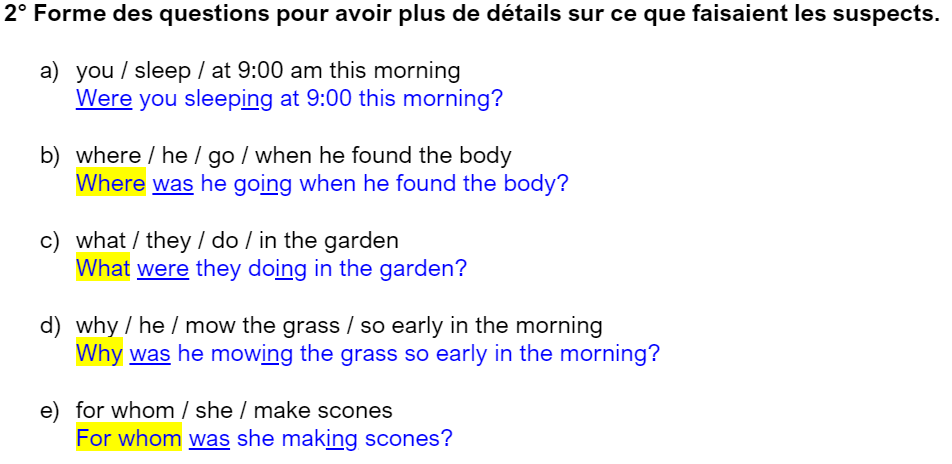 2° Forme des questions pour avoir plus de détails sur ce que faisaient les suspects.
a) you / sleep / at 9:00 am this morning
Were you sleeping at 9:00 this morning?
b) where / he / go / when he found the body
Where was he going when he found the body?
c) what / they / do / in the garden
What were they doing in the garden?
d) why / he / mow the grass / so early in the morning
Why was he mowing the grass so early in the morning?
e) for whom / she / make scones
For whom was she making scones?